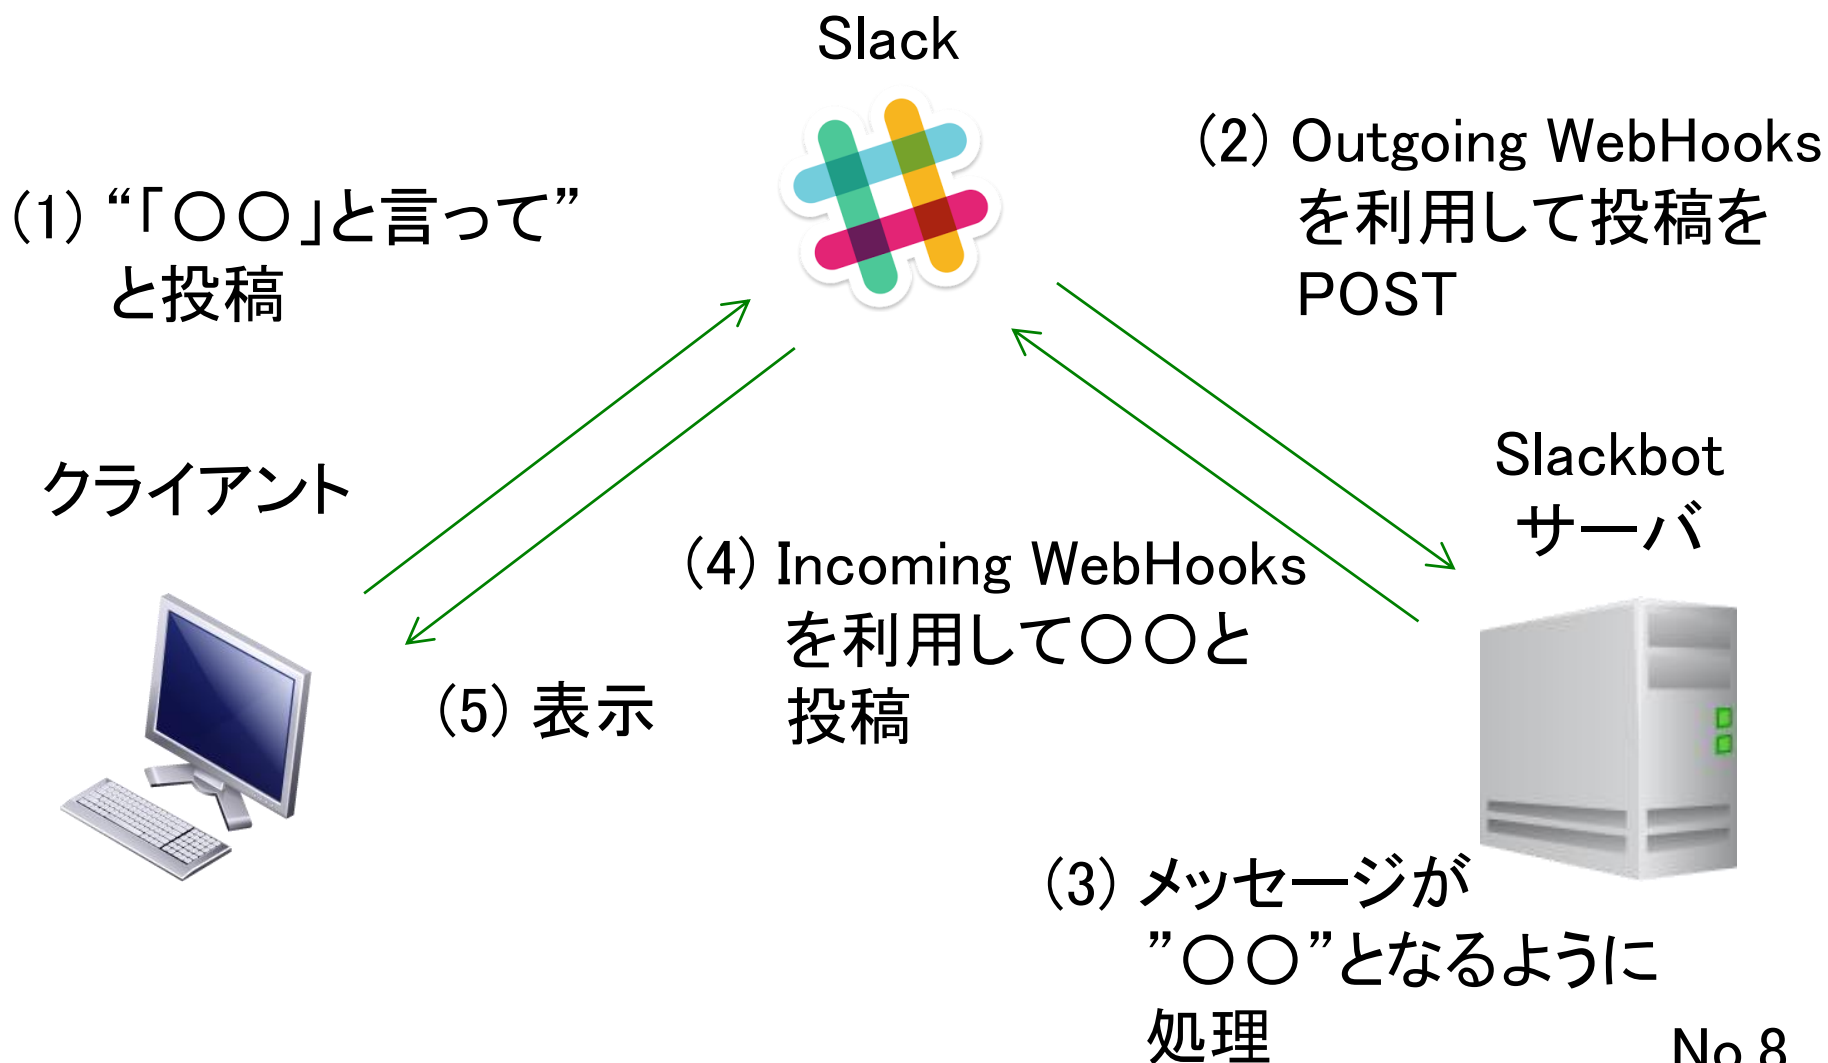 Slack
(1) “「○○」と言って”
と投稿
(2) Outgoing WebHooks
を利用して投稿を
POST
クライアント
Slackbot
サーバ
(4) Incoming WebHooks
を利用して○○と
投稿
(5) 表示
(3) メッセージが
”○○”となるように
処理
No.8